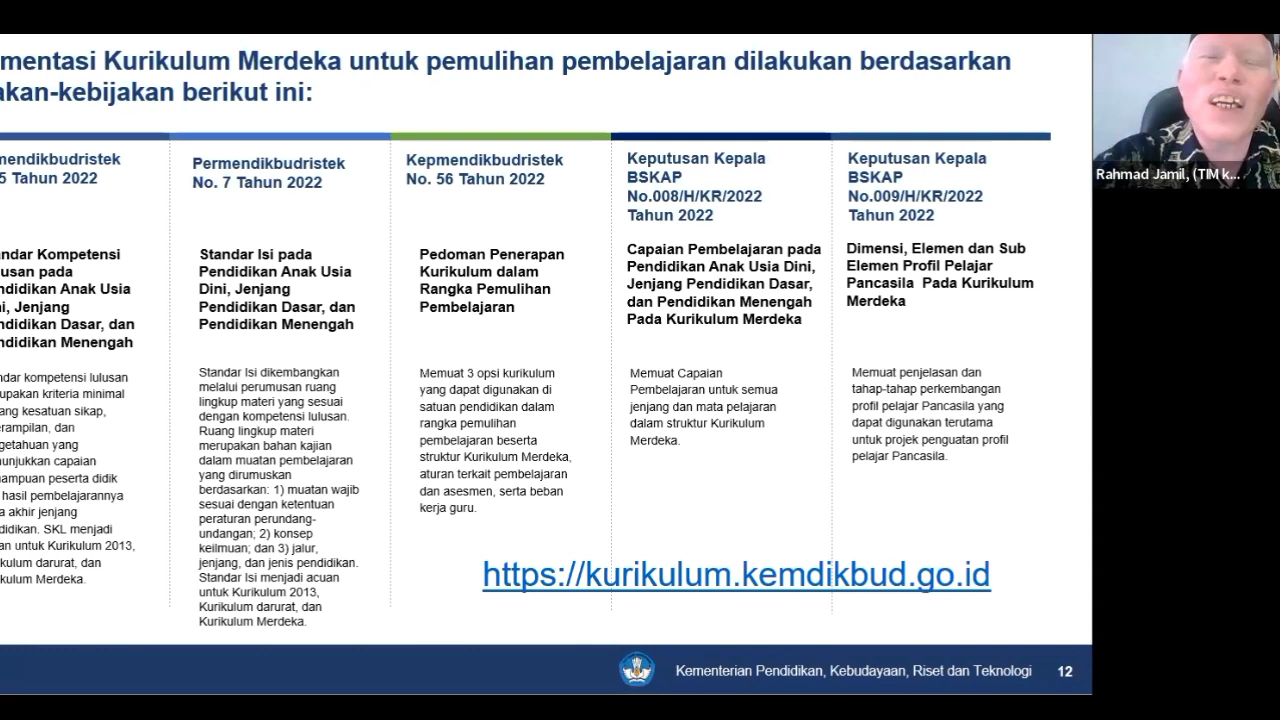 mentasi Kurikulum Merdeka untuk pemulihan pembelajaran dilakukan berdasarkan
akan-kebijakan berikut ini:
mendikbudristek
5 Tahun 2022
ndar Kompetensi
usan pada
ndidikan Anak Usia
i, Jenjang
ndidikan Dasar, dan
ndidikan Menengah
ndar kompetensi lulusan
upakan kriteria minimal
ang kesatuan sikap,
erampilan, dan
getahuan yang
nunjukkan capaian
ampuan peserta didik
hasil pembelajarannya
a akhir jenjang
didikan. SKL menjadi
an untuk Kurikulum 2013,
kulum darurat, dan
kulum Merdeka.
Permendikbudristek
No. 7 Tahun 2022
Standar Isi pada
Pendidikan Anak Usia
Dini, Jenjang
Pendidikan Dasar, dan
Pendidikan Menengah
Standar Isi dikembangkan
melalui perumusan ruang
lingkup materi yang sesuai
dengan kompetensi lulusan.
Ruang lingkup materi
merupakan bahan kajian
dalam muatan pembelajaran
yang dirumuskan
berdasarkan: 1) muatan wajib
sesuai dengan ketentuan
peraturan perundang-
undangan; 2) konsep
keilmuan; dan 3) jalur,
jenjang, dan jenis pendidikan.
Standar Isi menjadi acuan
untuk Kurikulum 2013,
Kurikulum darurat, dan
Kurikulum Merdeka.
Kepmendikbudristek
No. 56 Tahun 2022
Pedoman Penerapan
Kurikulum dalam
Rangka Pemulihan
Pembelajaran
Memuat 3 opsi kurikulum
yang dapat digunakan di
satuan pendidikan dalam
rangka pemulihan
pembelajaran beserta
struktur Kurikulum Merdeka,
aturan terkait pembelajaran
dan asesmen, serta beban
kerja guru.
Keputusan Kepala
BSKAP
No.008/H/KR/2022
Tahun 2022
Capaian Pembelajaran pada
Pendidikan Anak Usia Dini,
Jenjang Pendidikan Dasar,
dan Pendidikan Menengah
Pada Kurikulum Merdeka
Memuat Capaian
Pembelajaran untuk semua
jenjang dan mata pelajaran
dalam struktur Kurikulum
Merdeka.
Keputusan Kepala
BSKAP
No.009/H/KR/2022
Tahun 2022
Dimensi, Elemen dan Sub
Elemen Profil Pelajar
Pancasila Pada Kurikulum
Merdeka
Memuat penjelasan dan
tahap-tahap perkembangan
profil pelajar Pancasila yang
dapat digunakan terutama
untuk projek penguatan profil
pelajar Pancasila.
https://kurikulum.kemdikbud.go.id
Kementerian Pendidikan, Kebudayaan, Riset dan Teknologi 12
Rahmad Jamil, (TIM k...